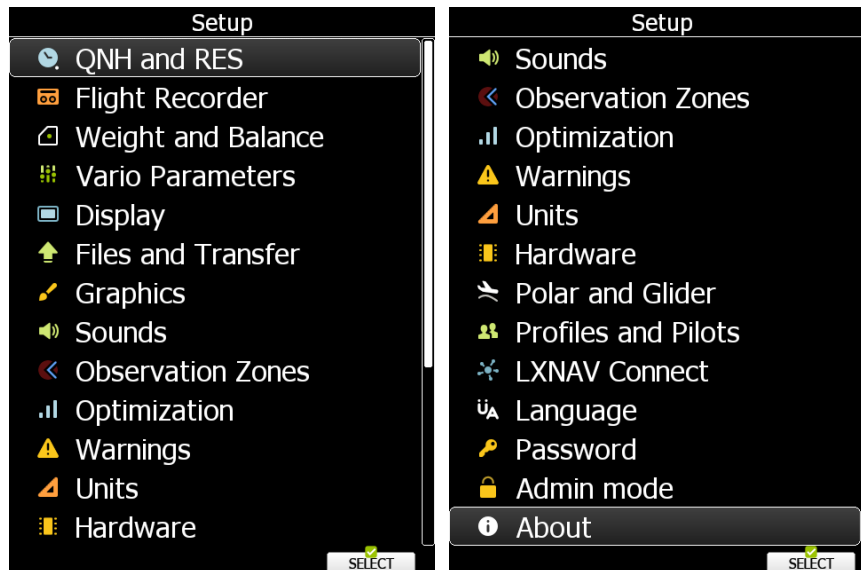 Setup
QNH and RES
Flight Recorder
Weight and Balance
Vario Parameters
Display
Files and Transfer
Graphics
Sounds
Observation Zones
Optimization
Warnings
Units
Hardware
SELECT
Setup
Sounds
Observation Zones
Optimization
Warnings
Units
Hardware
Polar and Glider
Profiles and Pilots
LXNAV Connect
Language
Password
Admin mode
About
SELECT